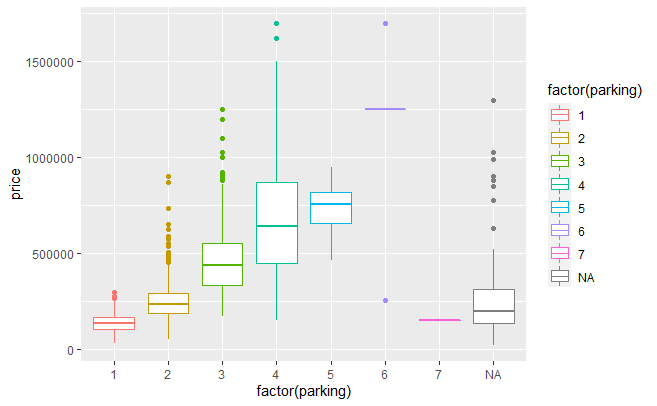 price
1500000
1000000
500000
0
1 2 3 4 5 6 7 NA
factor(parking)
factor(parking)
1
2
3
4
5
6
7
NA